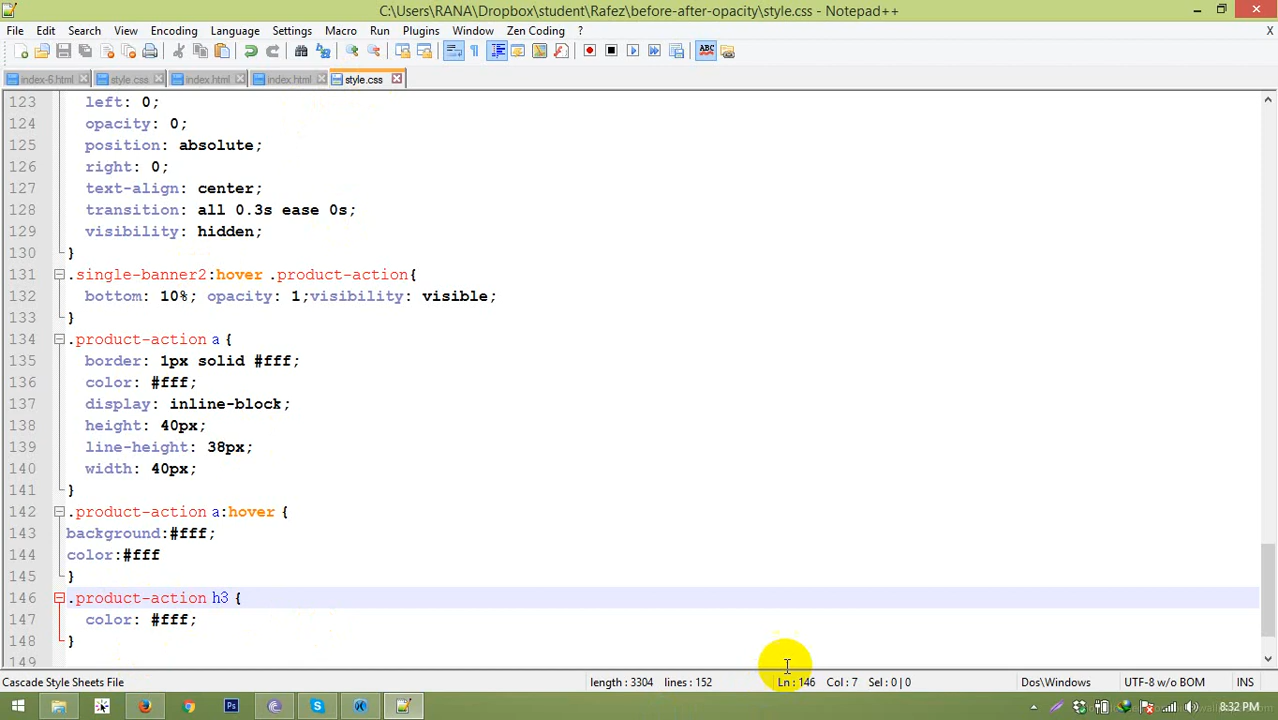 C:\Users\RANA\Dropbox\student\Rafez\before-after-opacity\style.css - Notepad++
File Edit Search View Encoding Language Settings Macro Run Plugins Window Zen Coding ? X
ABC
index-6.html style.css index.html index.html style.css
123 left: 0;
124 opacity: 0;
125 position: absolute;
126 right: 0;
127 text-align: center;
128 transition: all 0.3s ease 0s;
129 visibility: hidden;
130 }
131 .single-banner2:hover .product-action{
132 bottom: 10%; opacity: 1;visibility: visible;
133 }
134 .product-action a {
135 border: 1px solid #fff;
136 color: #fff;
137 display: inline-block;
138 height: 40px;
139 line-height: 38px;
140 width: 40px;
141 }
142 .product-action a:hover {
143 background:#fff;
144 color:#fff
145 }
146 .product-action h3 {
147 color: #fff;
148 }
149
Cascade Style Sheets File length : 3304 lines : 152 Ln : 146 Col : 7 Sel : 0 | 0 Dos\Windows UTF-8 w/o BOM INS
Ps 8:32 PM